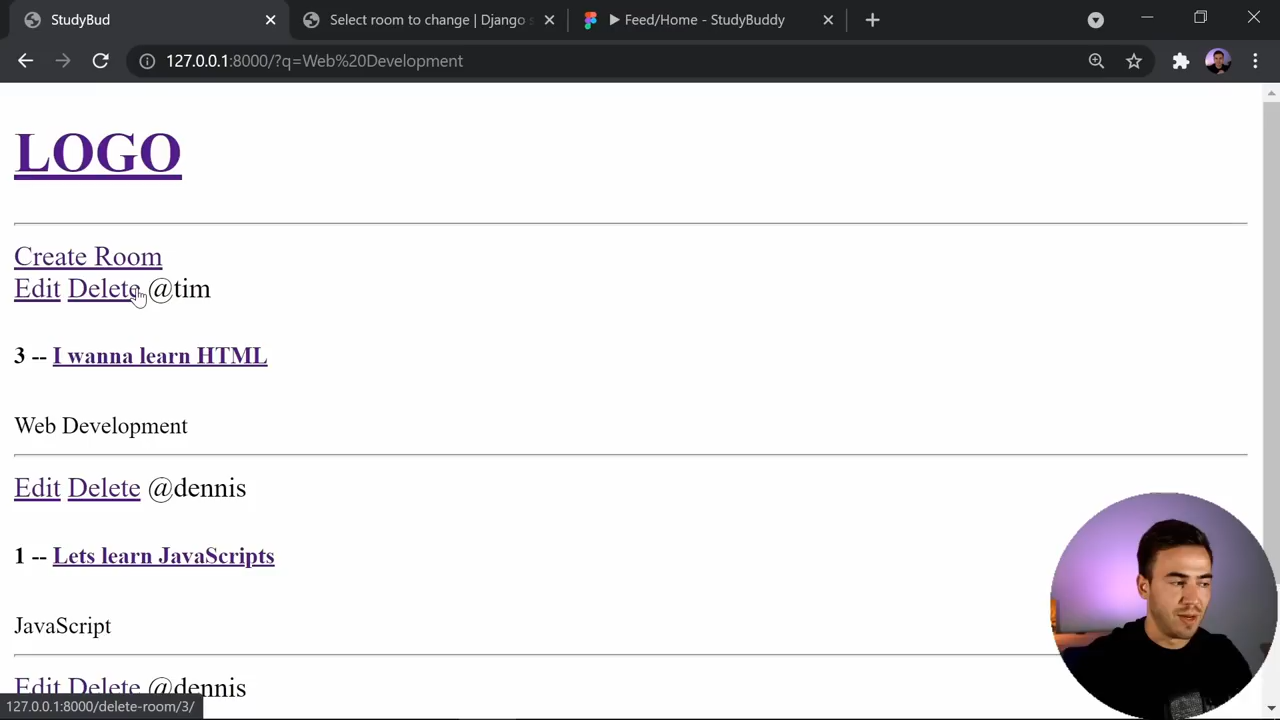 StudyBud
Select room to change | Django s
Feed/Home - StudyBuddy
127.0.0.1:8000/?q=Web%20Development
LOGO
Create Room
Edit Delete @tim
3 -- I wanna learn HTML
Web Development
Edit Delete @dennis
1 -- Lets learn JavaScripts
JavaScript
Edit Delete @dennis
127.0.0.1:8000/delete-room/3/